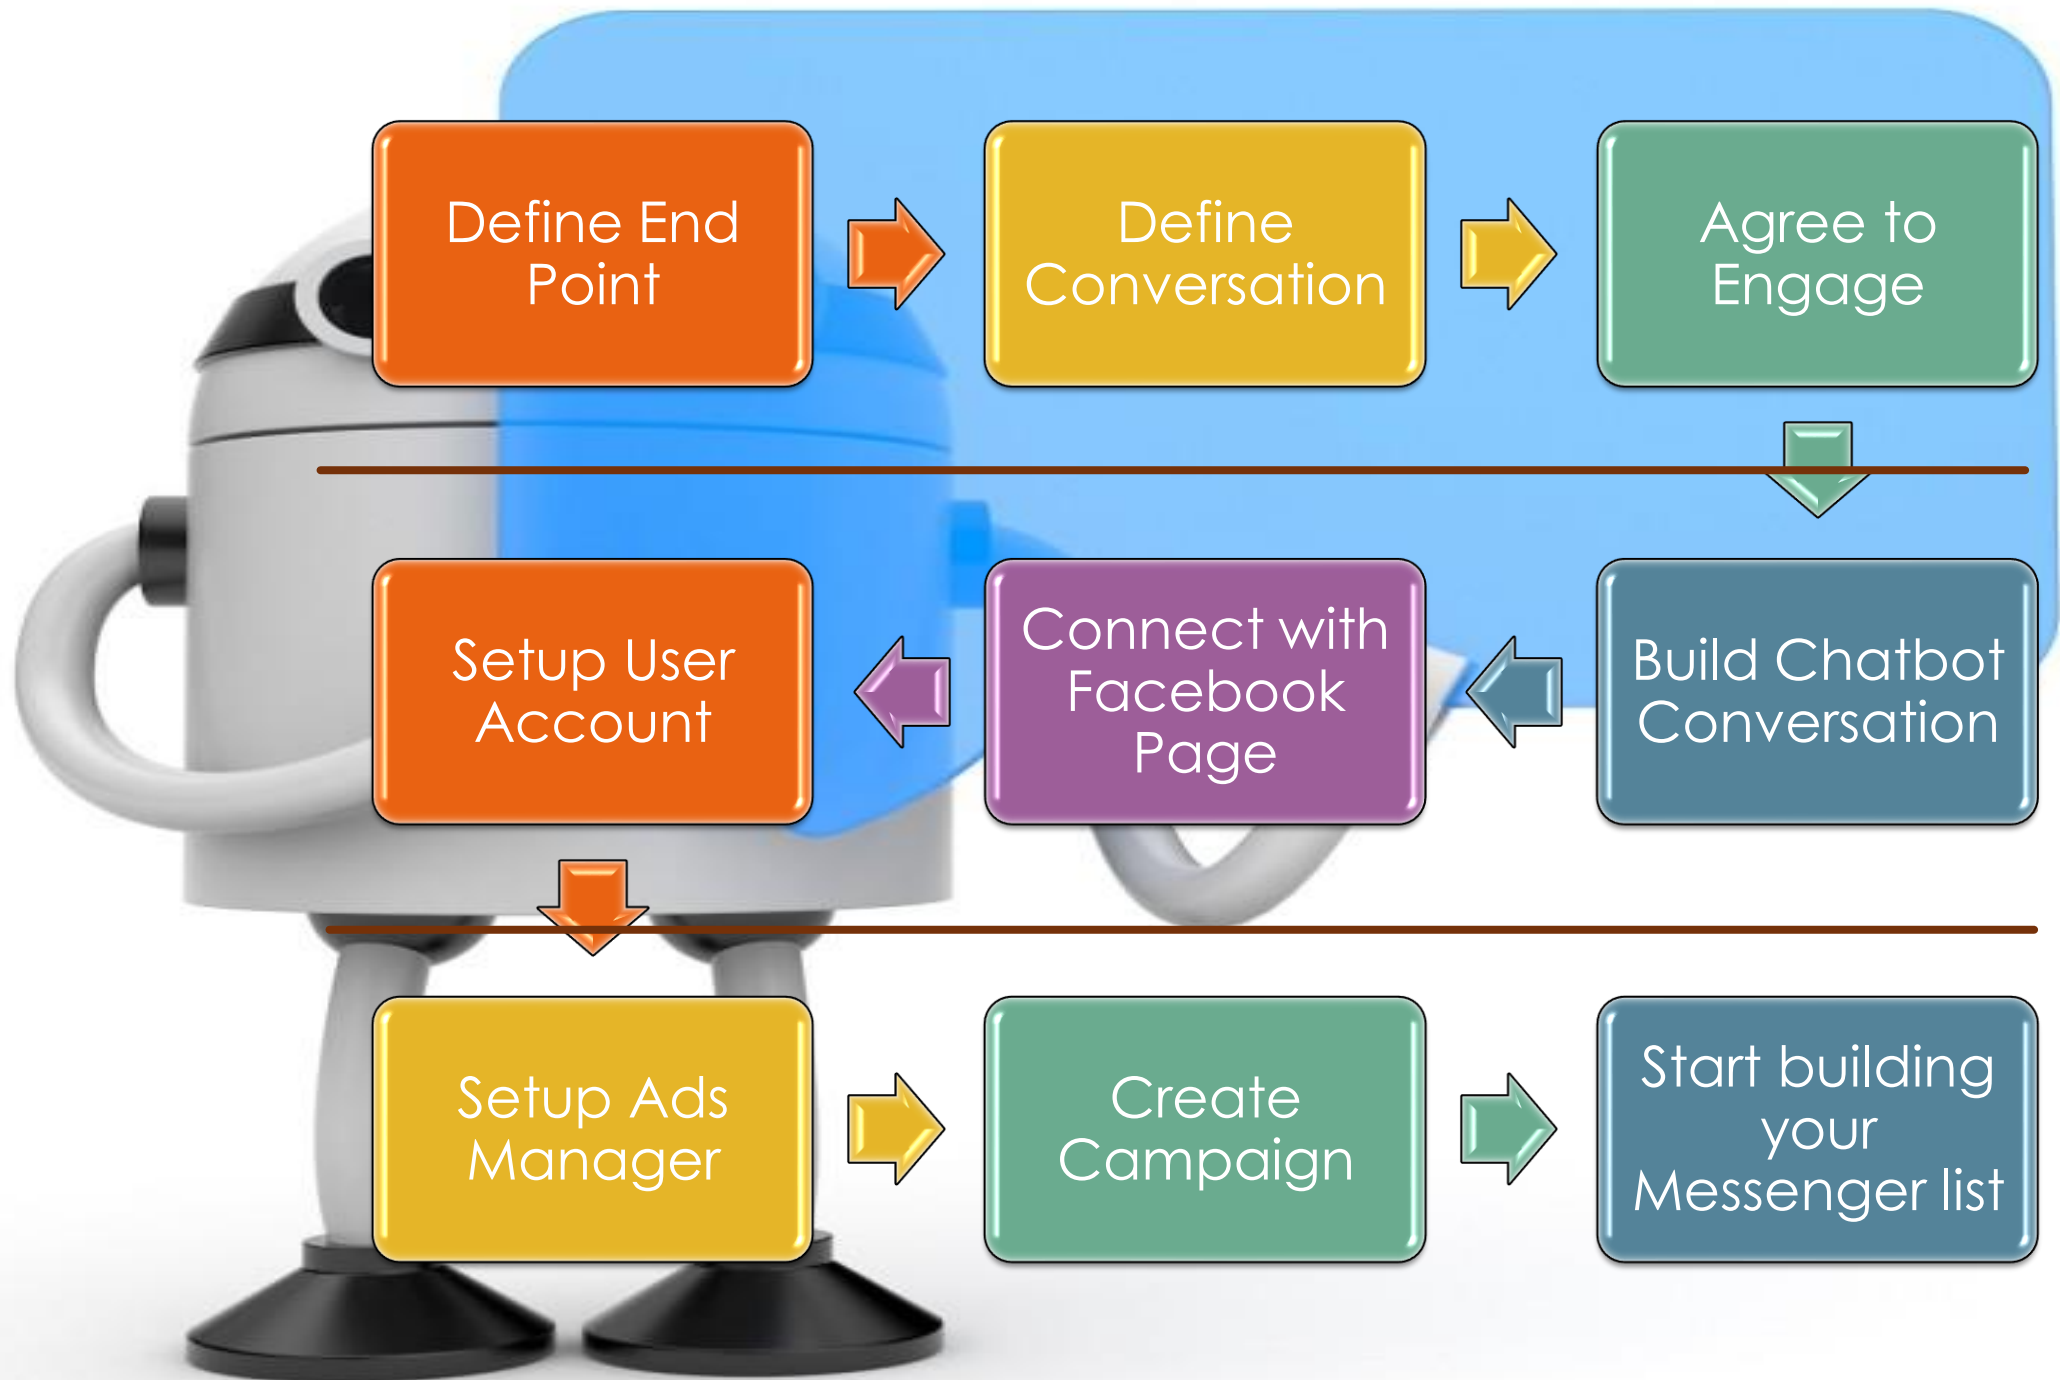 Define End
Point
Define
Conversation
Agree to
Engage
Build Chatbot
Conversation
Connect with
Facebook
Page
Setup User
Account
Setup Ads
Manager
Create
Campaign
Start building
your
Messenger list